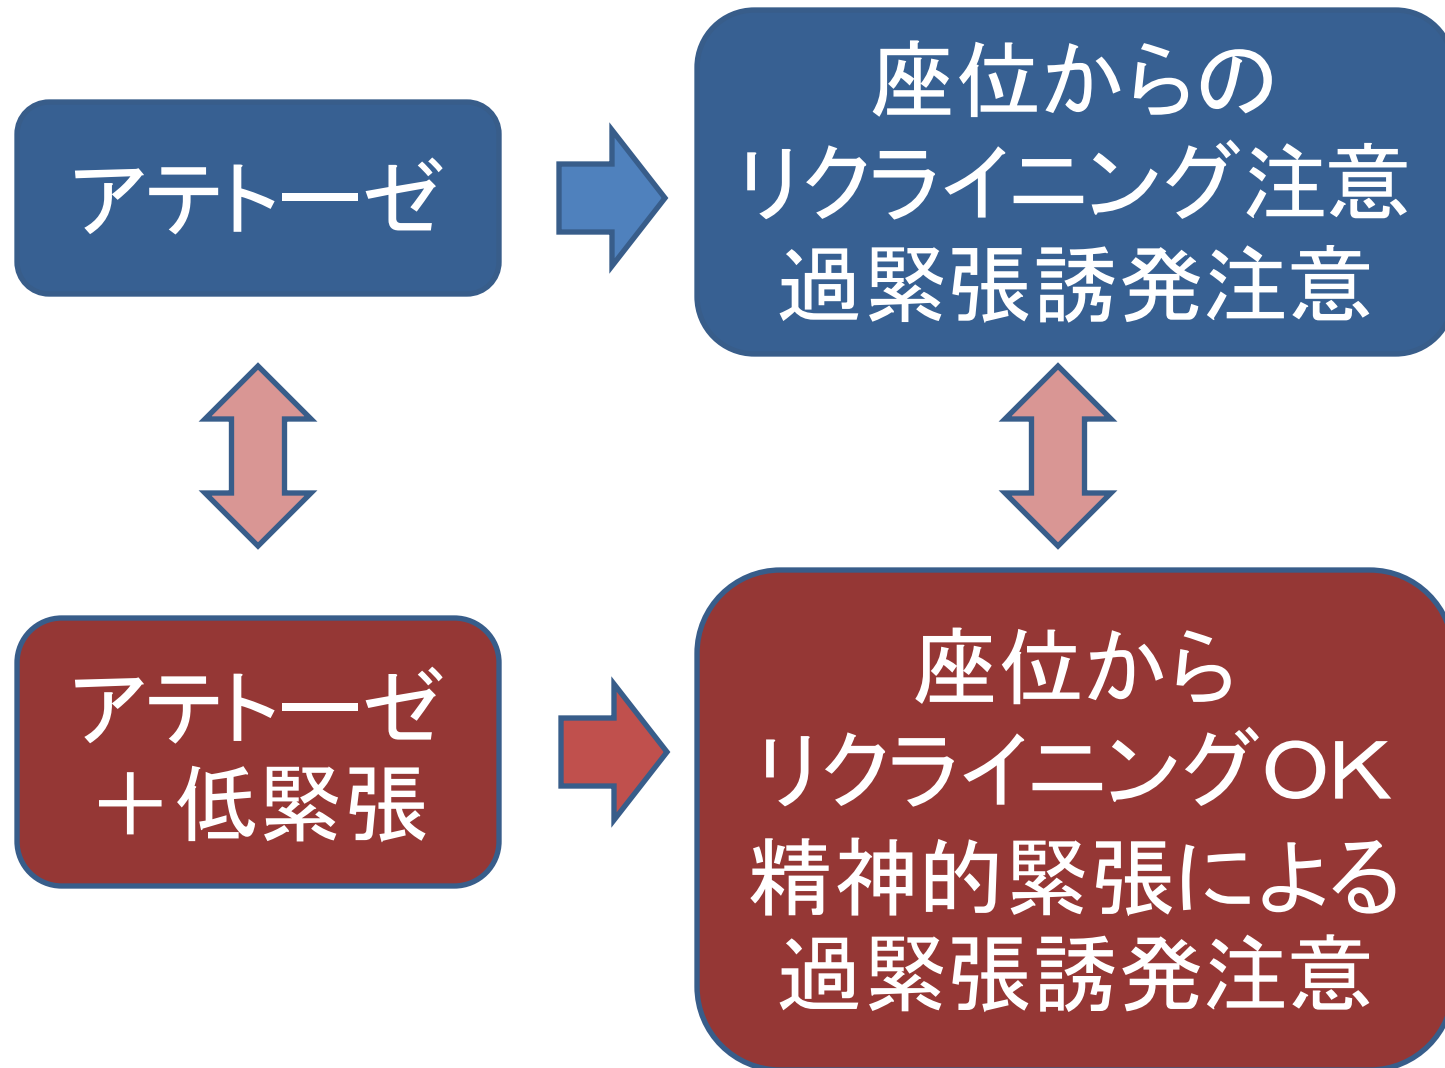 アテトーゼ
座位からの
リクライニング注意
過緊張誘発注意
アテトーゼ
＋低緊張
座位から
リクライニングOK
精神的緊張による
過緊張誘発注意